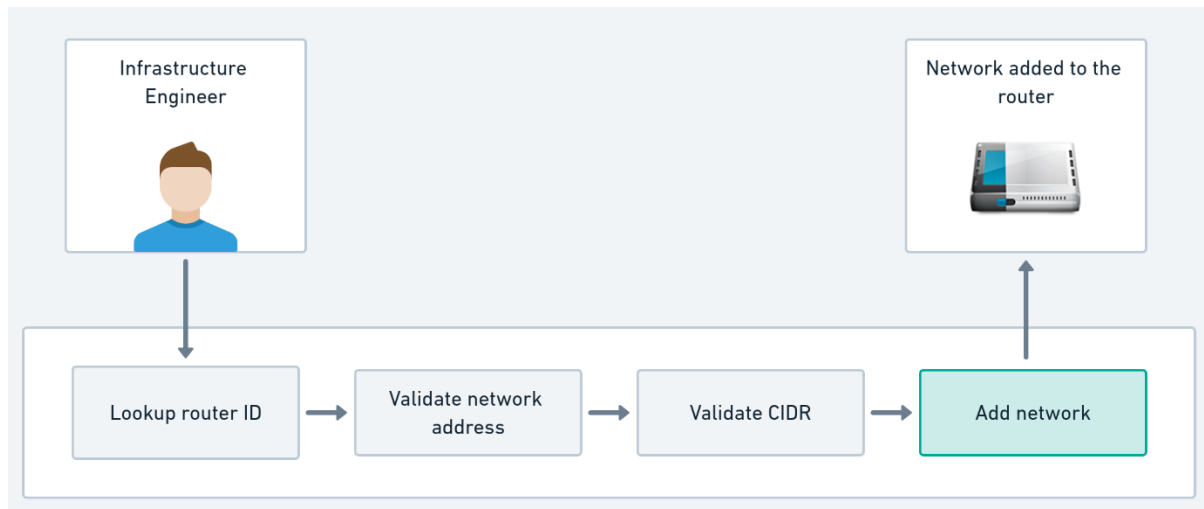 Infrastructure
Engineer
Network added to the
router
Lookup router ID
Validate network
address
Validate CIDR
Add network